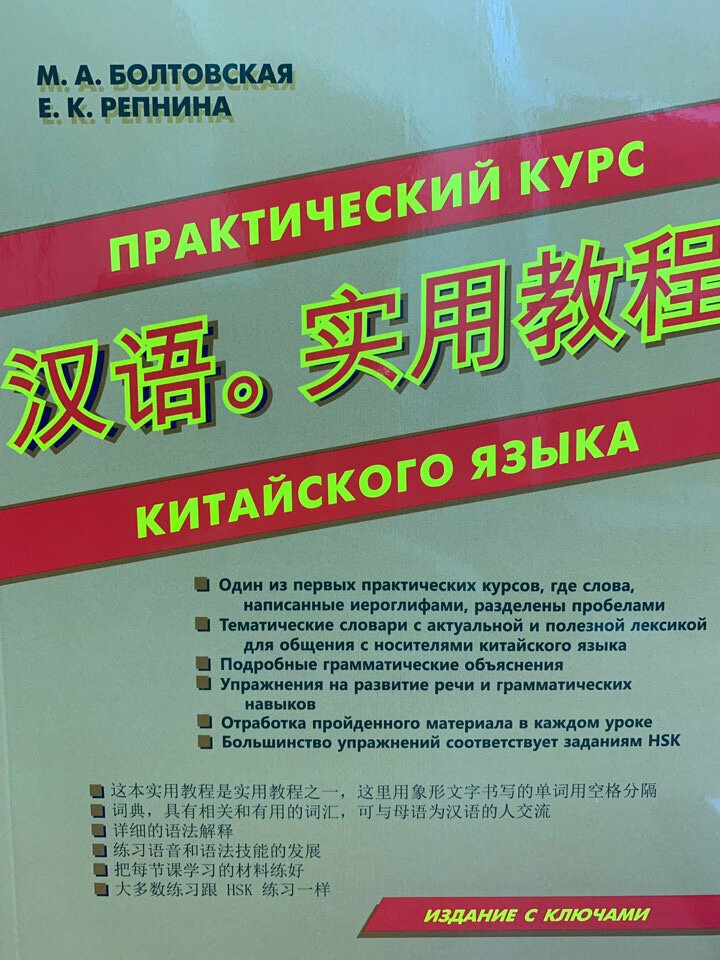 М. А. БОЛТОВСКАЯ
Е. К. РЕПНИНА
ПРАКТИЧЕСКИЙ КУРС
汉语。实用教程
КИТАЙСКОГО ЯЗЫКА
Один из первых практических курсов, где слова,
написанные иероглифами, разделены пробелами
Тематические словари с актуальной и полезной лексикой
для общения с носителями китайского языка
Подробные грамматические объяснения
Упражнения на развитие речи и грамматических
навыков
Отработка пройденного материала в каждом уроке
Большинство упражнений соответствует заданиям HSK
这本实用教程是实用教程之一，这里用象形文字书写的单词用空格分隔
词典，具有相关和有用的词汇，可与母语为汉语的人交流
详细的语法解释
练习语音和语法技能的发展
把每节课学习的材料练好
大多数练习跟 HSK 练习一样
ИЗДАНИЕ С КЛЮЧАМИ